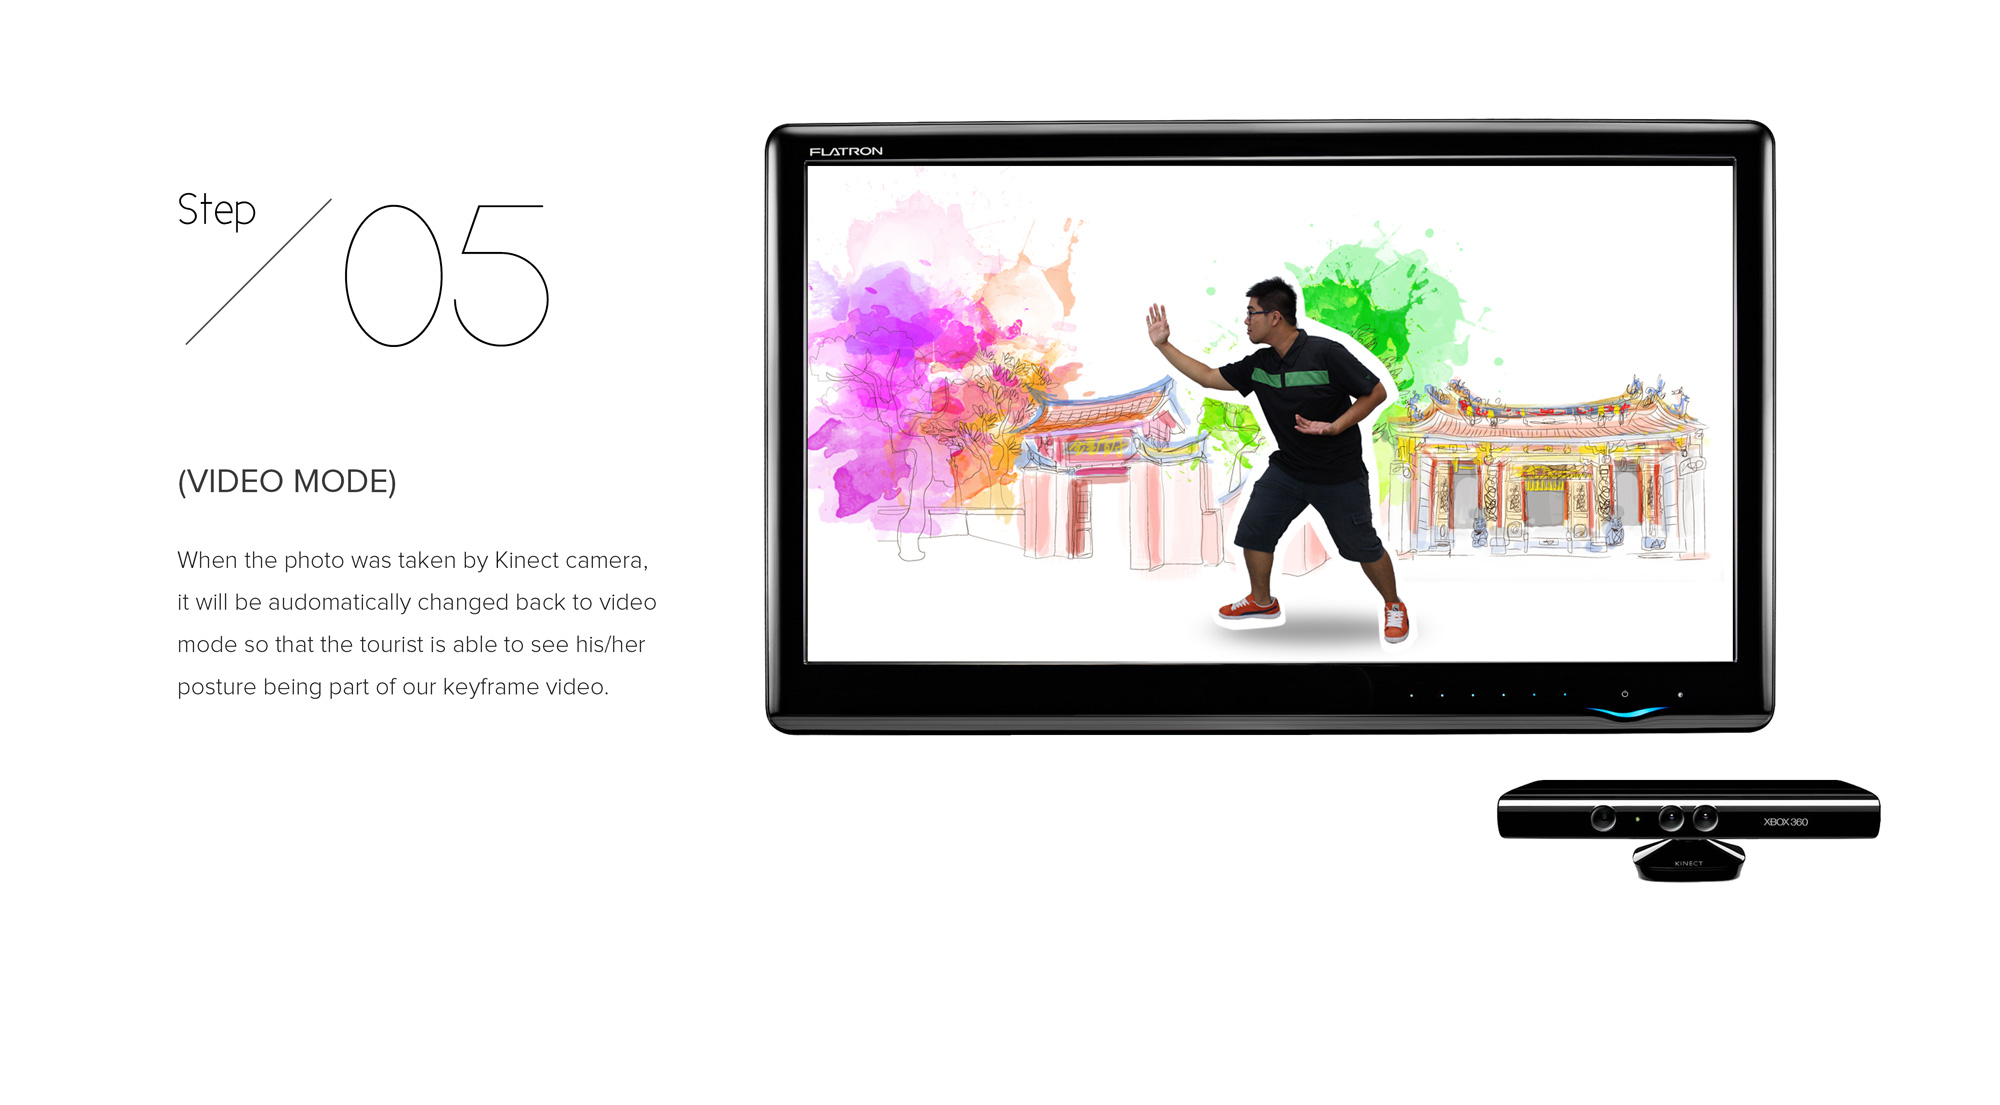 Step
05
(VIDEO MODE)
When the photo was taken by Kinect camera,
it will be audomatically changed back to video
mode so that the tourist is able to see his/her
posture being part of our keyframe video.
FLATRON
XBOX 360
KINECT